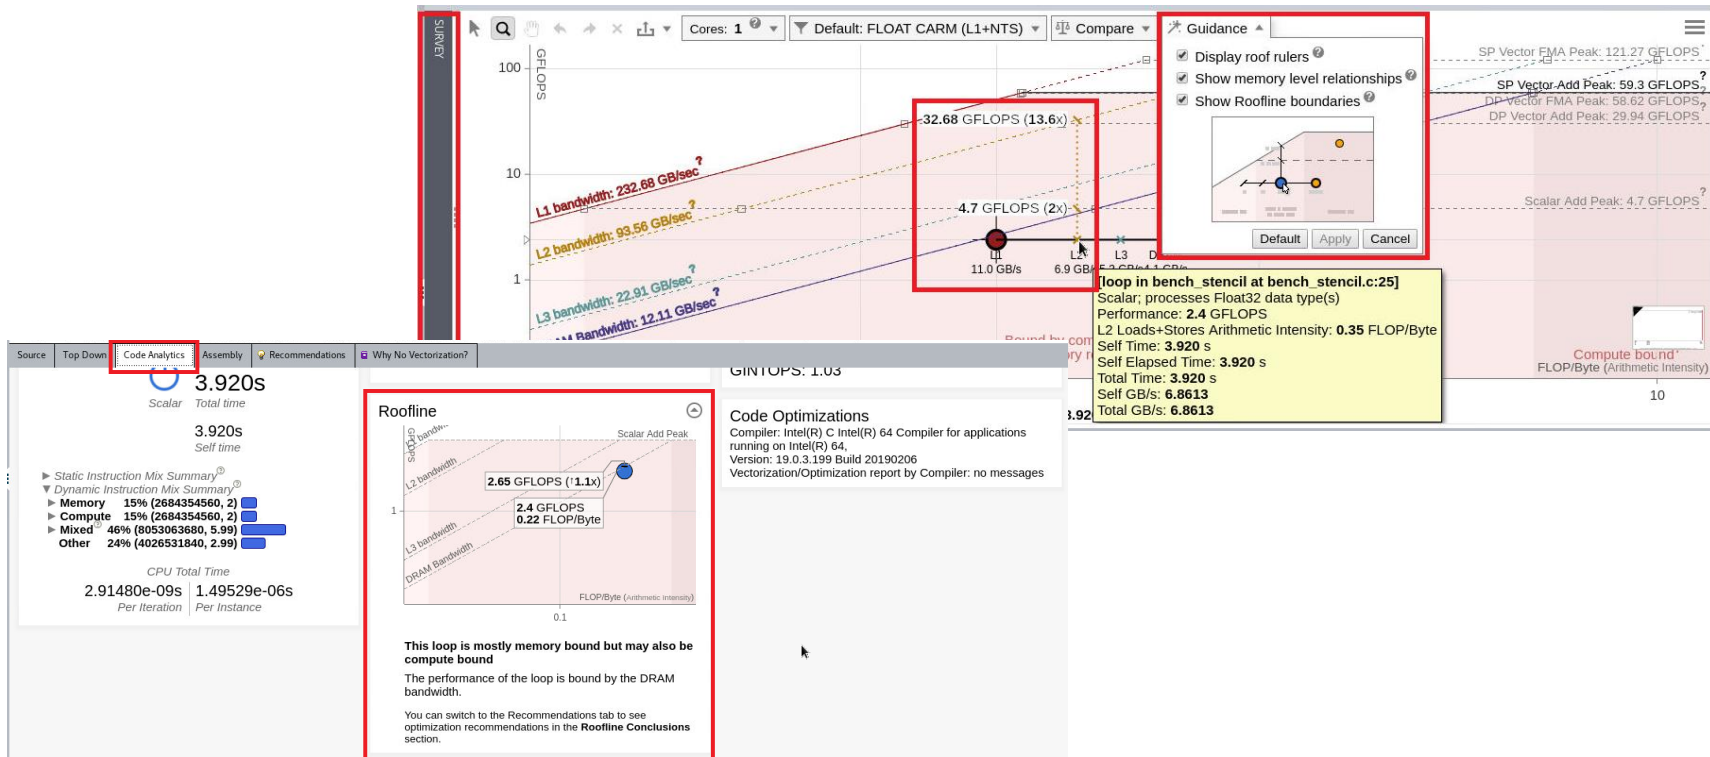 SURVEY
Cores: 1 ?
Default: FLOAT CARM (L1+NTS)
Compare
Guidance
Display roof rulers ?
Show memory level relationships ?
Show Roofline boundaries ?
Default Apply Cancel
GFLOPS
100
10
1
SP Vector FMA Peak: 121.27 GFLOPS
SP Vector Add Peak: 59.3 GFLOPS ?
DP Vector FMA Peak: 58.62 GFLOPS ?
DP Vector Add Peak: 29.94 GFLOPS ?
Scalar Add Peak: 4.7 GFLOPS ?
32.68 GFLOPS (13.6x)
4.7 GFLOPS (2x)
L1 bandwidth: 232.68 GB/sec ?
L2 bandwidth: 93.56 GB/sec ?
L3 bandwidth: 22.91 GB/sec ?
Bandwidth: 12.11 GB/sec ?
L1 L2 L3 D
11.0 GB/s 6.9 GB/
Bound by com
Compute bound
FLOP/Byte (Arithmetic Intensity)
10
[loop in bench_stencil at bench_stencil.c:25]
Scalar; processes Float32 data type(s)
Performance: 2.4 GFLOPS
L2 Loads+Stores Arithmetic Intensity: 0.35 FLOP/Byte
Self Time: 3.920 s
Self Elapsed Time: 3.920 s
Total Time: 3.920 s
Self GB/s: 6.8613
Total GB/s: 6.8613
Source Top Down Code Analytics Assembly Recommendations Why No Vectorization?
3.920s
Scalar Total time
3.920s
Self time
Static Instruction Mix Summary ?
Dynamic Instruction Mix Summary ?
Memory 15% (2684354560, 2)
Compute 15% (2684354560, 2)
Mixed ? 46% (8053063680, 5.99)
Other 24% (4026531840, 2.99)
CPU Total Time
2.91480e-09s 1.49529e-06s
Per Iteration Per Instance
Roofline
GFLOPS
Scalar Add Peak
L2 bandwidth
L3 bandwidth
DRAM Bandwidth
2.65 GFLOPS (↑1.1x)
2.4 GFLOPS
0.22 FLOP/Byte
1
FLOP/Byte (Arithmetic Intensity)
0.1
This loop is mostly memory bound but may also be
compute bound
The performance of the loop is bound by the DRAM
bandwidth.
You can switch to the Recommendations tab to see
optimization recommendations in the Roofline Conclusions
section.
GINTOPS: 1.03
Code Optimizations
Compiler: Intel(R) C Intel(R) 64 Compiler for applications
running on Intel(R) 64,
Version: 19.0.3.199 Build 20190206
Vectorization/Optimization report by Compiler: no messages